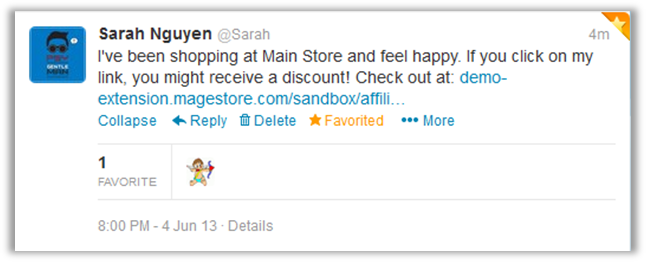 Sarah Nguyen @Sarah 4m
I've been shopping at Main Store and feel happy. If you click on my
link, you might receive a discount! Check out at: demo-
extension.magestore.com/sandbox/affili…
Collapse Reply Delete Favorited ••• More
1
FAVORITE
8:00 PM - 4 Jun 13 · Details
GENTLE
MAN